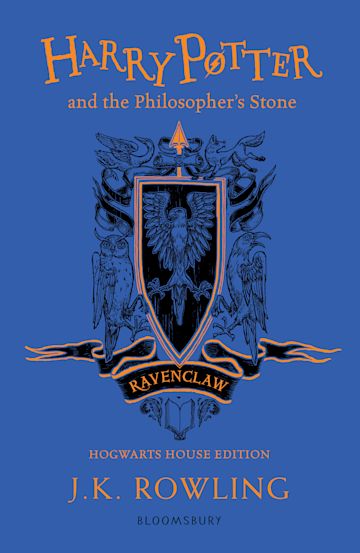 HARRY POTTER
and the Philosopher's Stone
RAVENCLAW
HOGWARTS HOUSE EDITION
J.K. ROWLING
BLOOMSBURY